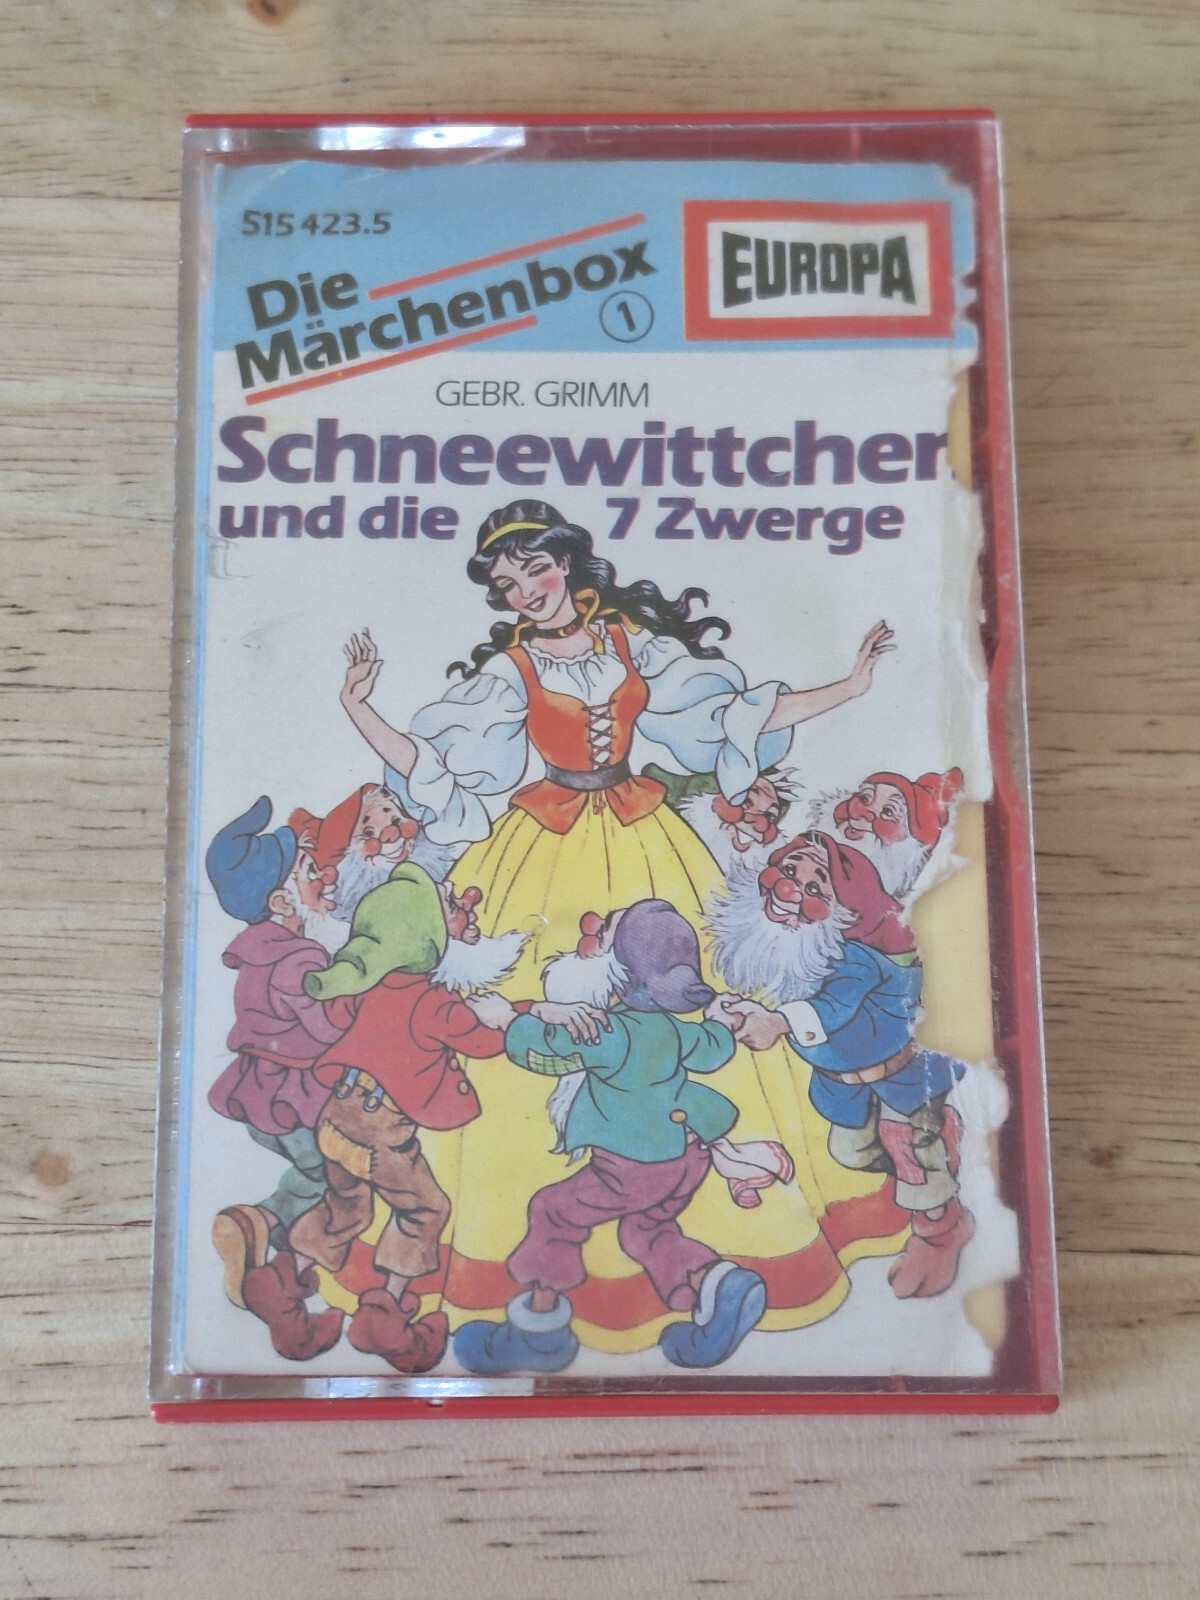 515 423.5
Die
Märchenbox
1
EUROPA
GEBR. GRIMM
Schneewittchen
und die 7 Zwerge